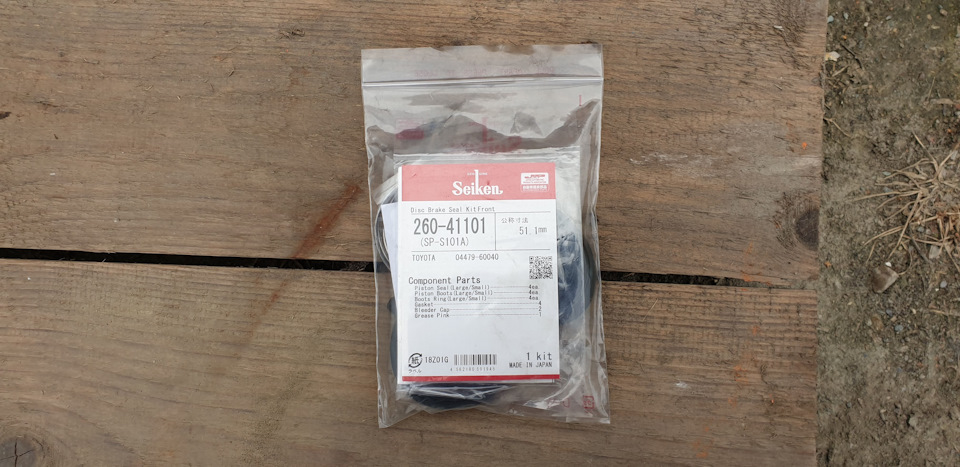 Seiken
Disc Brake Seal Kit Front
260-41101
(SP-S101A)
公称寸法
51.1mm
TOYOTA 04479-60040
Component Parts
Piston Seal(Large/Small) 4ea
Piston Boots(Large/Small) 4ea
Boots Ring(Large/Small) 4ea
Gasket 4
Bleeder Cap 2
Grease Pink 1
紙
18Z01G
1 kit
MADE IN JAPAN